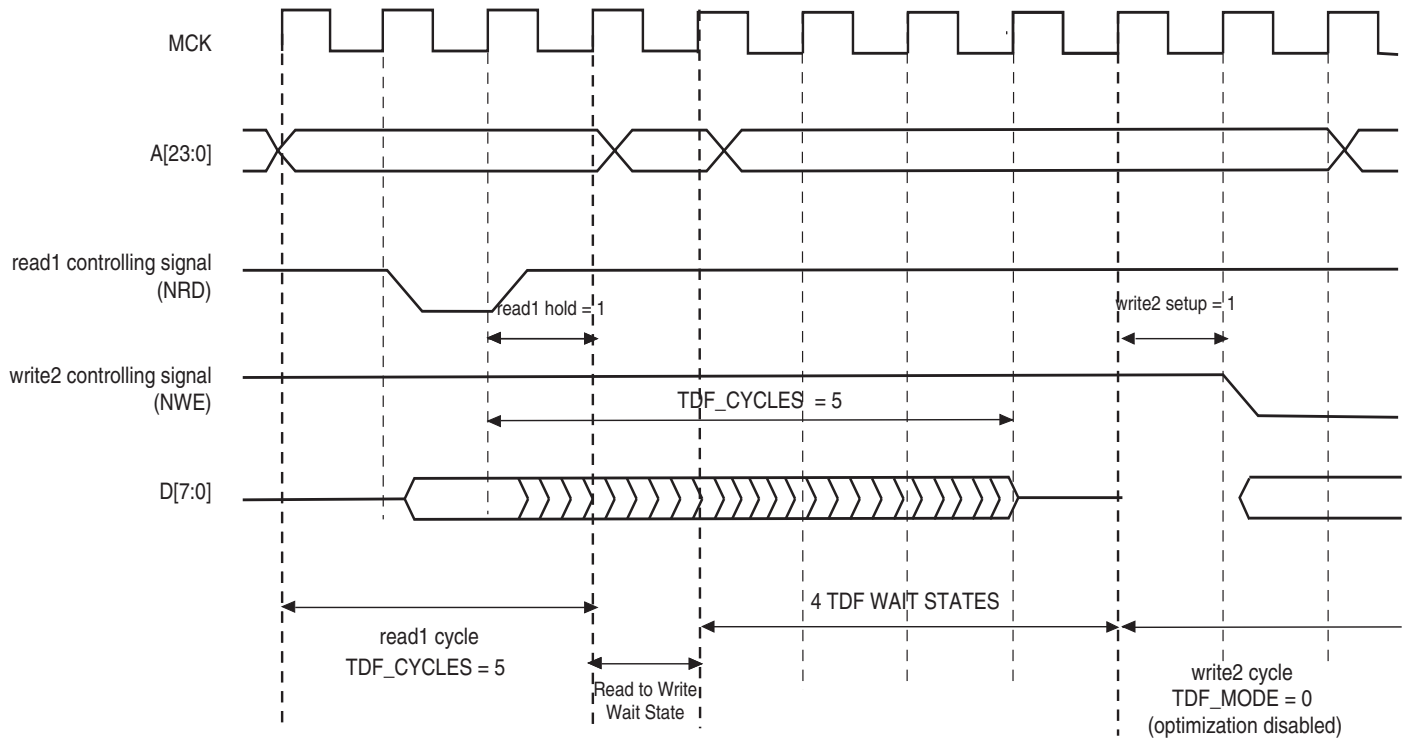 MCK
A[23:0]
read1 controlling signal
(NRD)
read1 hold = 1
write2 setup = 1
write2 controlling signal
(NWE)
TDF_CYCLES = 5
D[7:0]
4 TDF WAIT STATES
read1 cycle
TDF_CYCLES = 5
Read to Write
Wait State
write2 cycle
TDF_MODE = 0
(optimization disabled)